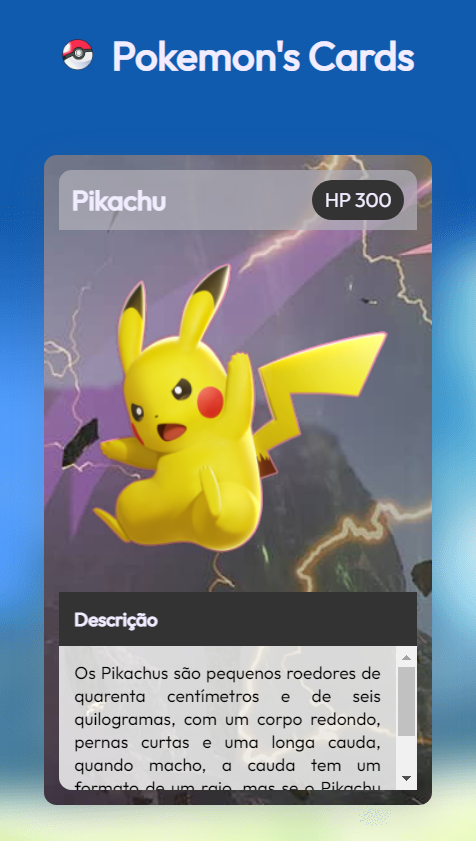 Pokemon's Cards
Pikachu
HP 300
Descrição
Os Pikachus são pequenos roedores de
quarenta centímetros e de seis
quilogramas, com um corpo redondo,
pernas curtas e uma longa cauda,
quando macho, a cauda tem um
formato de um raio, mas se o Pikachu